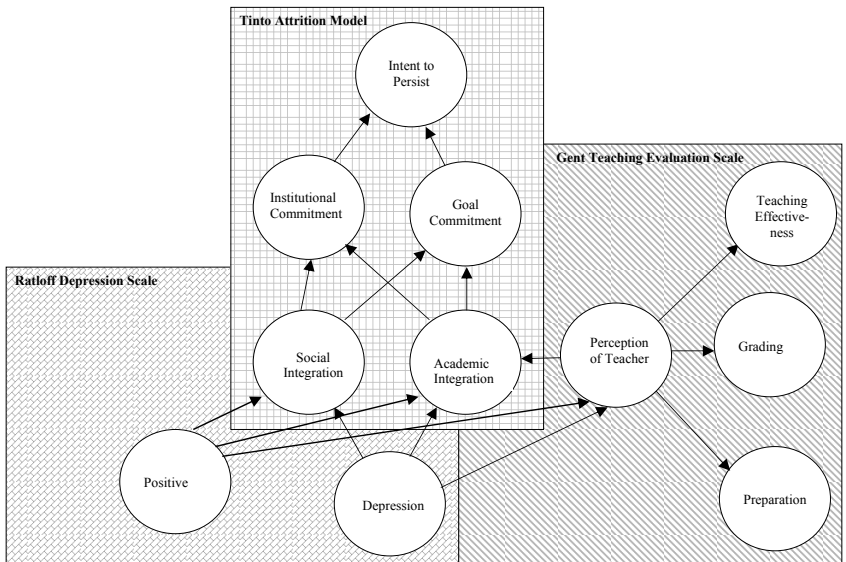 Tinto Attrition Model
Intent to
Persist
Gent Teaching Evaluation Scale
Institutional
Commitment
Goal
Commitment
Teaching
Effective-
ness
Ratloff Depression Scale
Social
Integration
Academic
Integration
Perception
of Teacher
Grading
Positive
Depression
Preparation